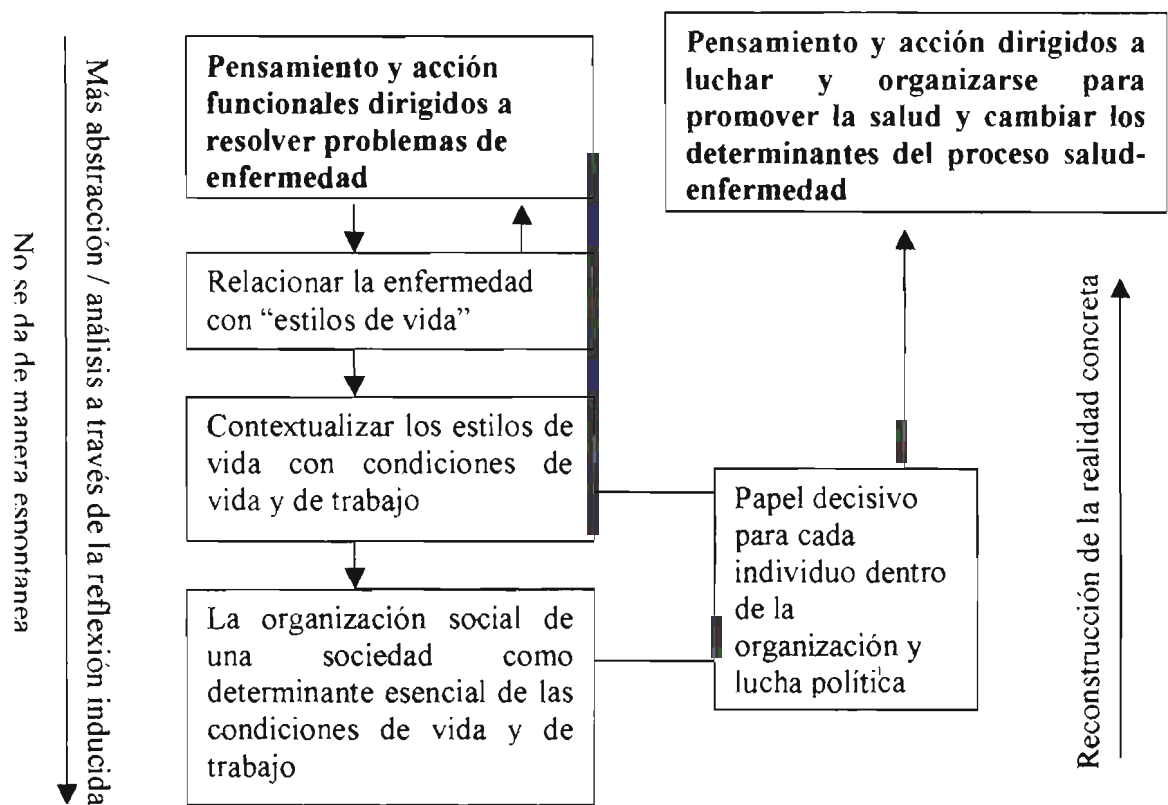 Pensamiento y acción
funcionales dirigidos a
resolver problemas de
enfermedad
Relacionar la enfermedad
con “estilos de vida”
Contextualizar los estilos de
vida con condiciones de
vida y de trabajo
La organización social de
una sociedad como
determinante esencial de las
condiciones de vida y de
trabajo
Papel decisivo
para cada
individuo dentro
de la
organización y
lucha política
Pensamiento y acción dirigidos a
luchar y organizarse para
promover la salud y cambiar los
determinantes del proceso salud-
enfermedad
Más abstracción / análisis a través de la reflexión inducida
No se da de manera espontanea
Reconstrucción de la realidad concreta